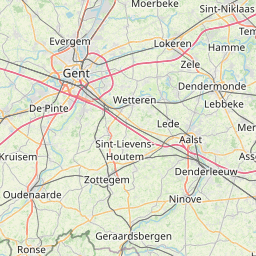 Moerbeke
Sint-Niklaas
Evergem
Lokeren
Hamme
Zele
Gent
Dendermonde
Wetteren
De Pinte
Lebbeke
Lede
Aalst
Mer
Sint-Lievens-
Houtem
Kruisem
Ass
Denderleeuw
Zottegem
Oudenaarde
Ninove
Geraardsbergen
Ronse